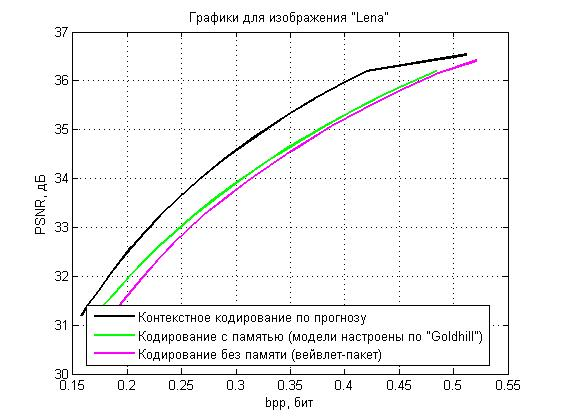 Графики для изображения "Lena"
37
36
35
34
33
32
31
30
PSNR, дБ
Контекстное кодирование по прогнозу
Кодирование с памятью (модели настроены по "Goldhill")
Кодирование без памяти (вейвлет-пакет)
0.15 0.2 0.25 0.3 0.35 0.4 0.45 0.5 0.55
bpp, бит